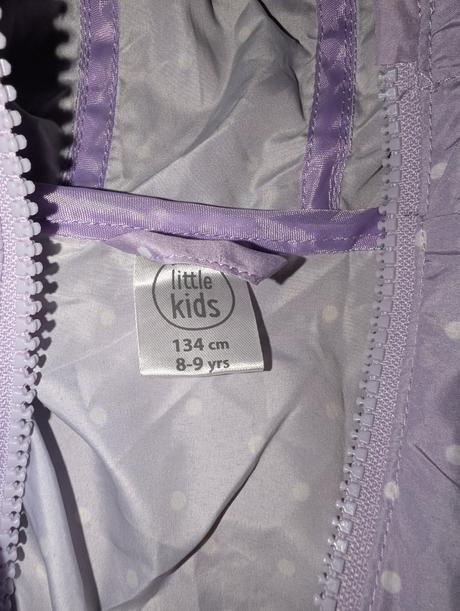 little
kids
134 cm
8-9 yrs